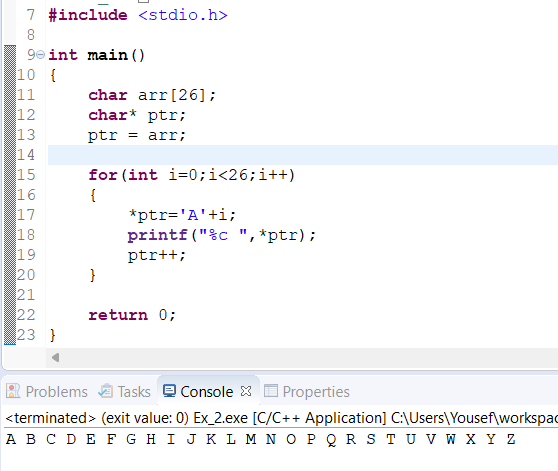 7 #include <stdio.h>
8
9 int main()
10 {
11 char arr[26];
12 char* ptr;
13 ptr = arr;
14
15 for(int i=0;i<26;i++)
16 {
17 *ptr='A'+i;
18 printf("%c ",*ptr);
19 ptr++;
20 }
21
22 return 0;
23 }
Problems Tasks Console Properties
<terminated> (exit value: 0) Ex_2.exe [C/C++ Application] C:\Users\Yousef\workspac
A B C D E F G H I J K L M N O P Q R S T U V W X Y Z